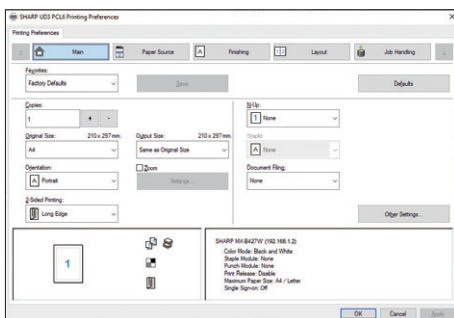 SHARP UD3 PCL6 Printing Preferences
Printing Preferences
Main Paper Source Finishing Layout Job Handling
Favorites:
Factory Defaults Save Defaults
Copies: N-Up:
1 + - 1 None
Original Size: 210 x 297 mm. Output Size: 210 x 297 mm. Staple:
A4 Same as Original Size None
Orientation: Zoom Document Filing:
Portrait Settings... None
2-Sided Printing:
Long Edge Other Settings...
1
SHARP MX-B427W (192.168.1.2)
Color Mode: Black and White
Staple Module: None
Punch Module: None
Print Release: Disable
Maximum Paper Size: A4 / Letter
Single Sign-on: Off
OK Cancel Apply